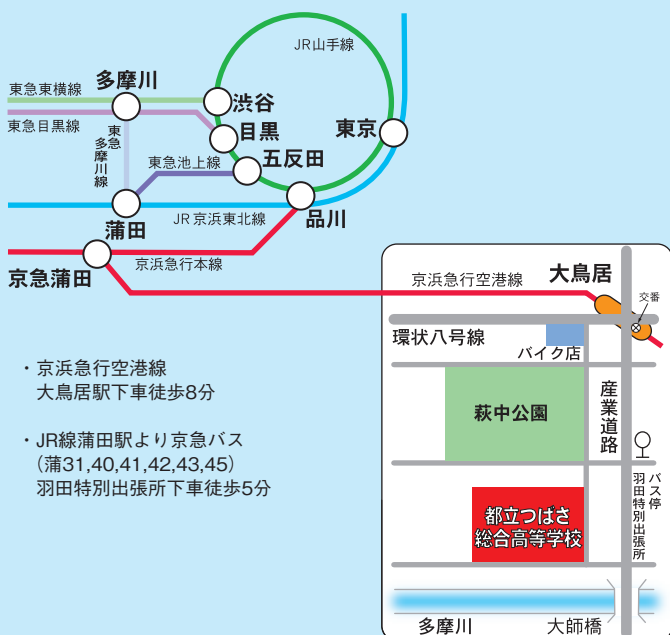 JR山手線
多摩川
東急東横線
渋谷
東急目黒線
目黒
東京
東急
多摩川線
東急池上線
五反田
JR京浜東北線
品川
蒲田
京急蒲田
京浜急行本線
京浜急行空港線
大鳥居
交番
環状八号線
バイク店
・京浜急行空港線
大鳥居駅下車徒歩8分
・JR線蒲田駅より京急バス
(蒲31,40,41,42,43,45)
羽田特別出張所下車徒歩5分
萩中公園
産業道路
バス停
羽田特別出張所
都立つばさ
総合高等学校
多摩川
大師橋